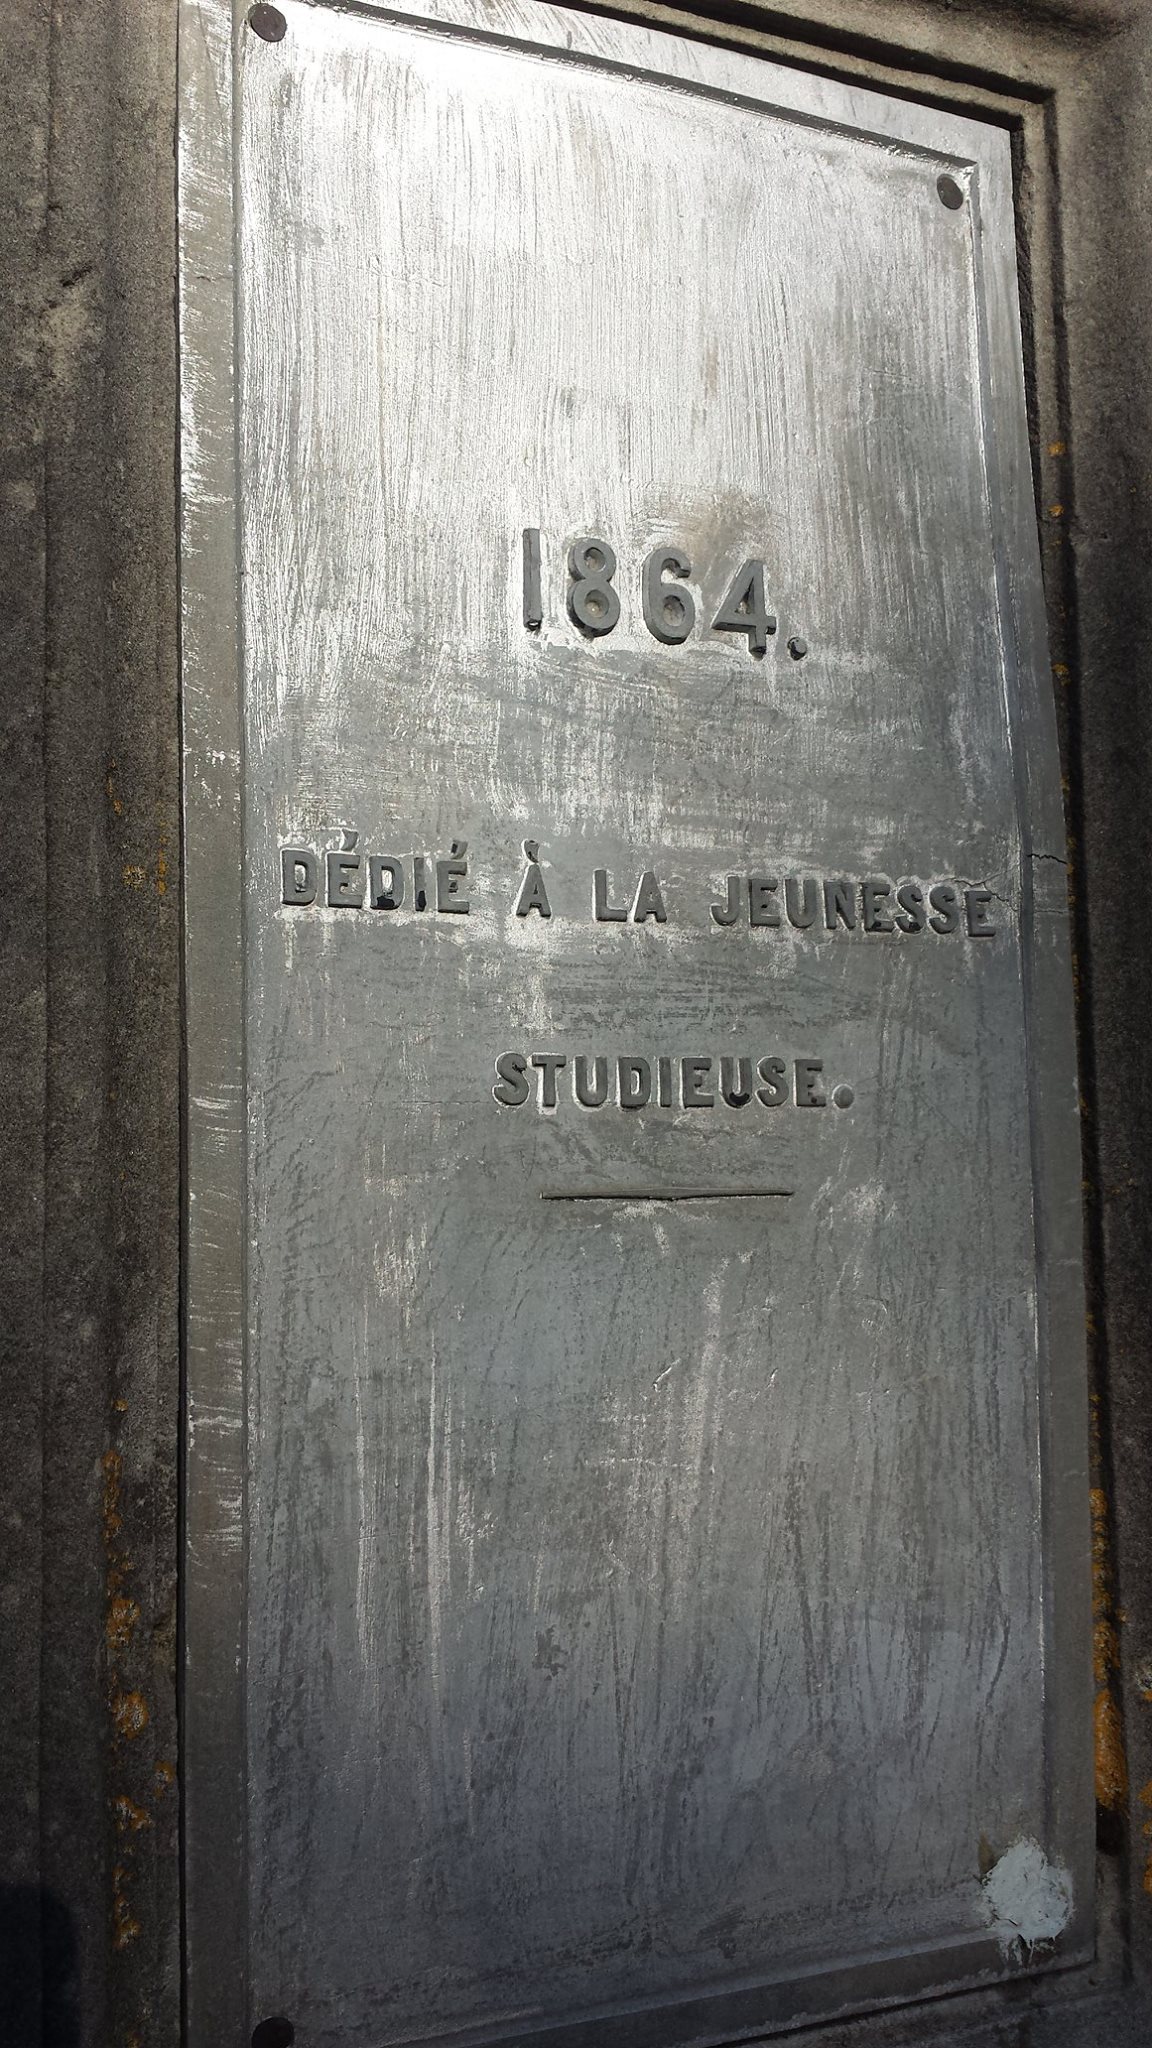 1864.
DÉDIÉ À LA JEUNESSE
STUDIEUSE.